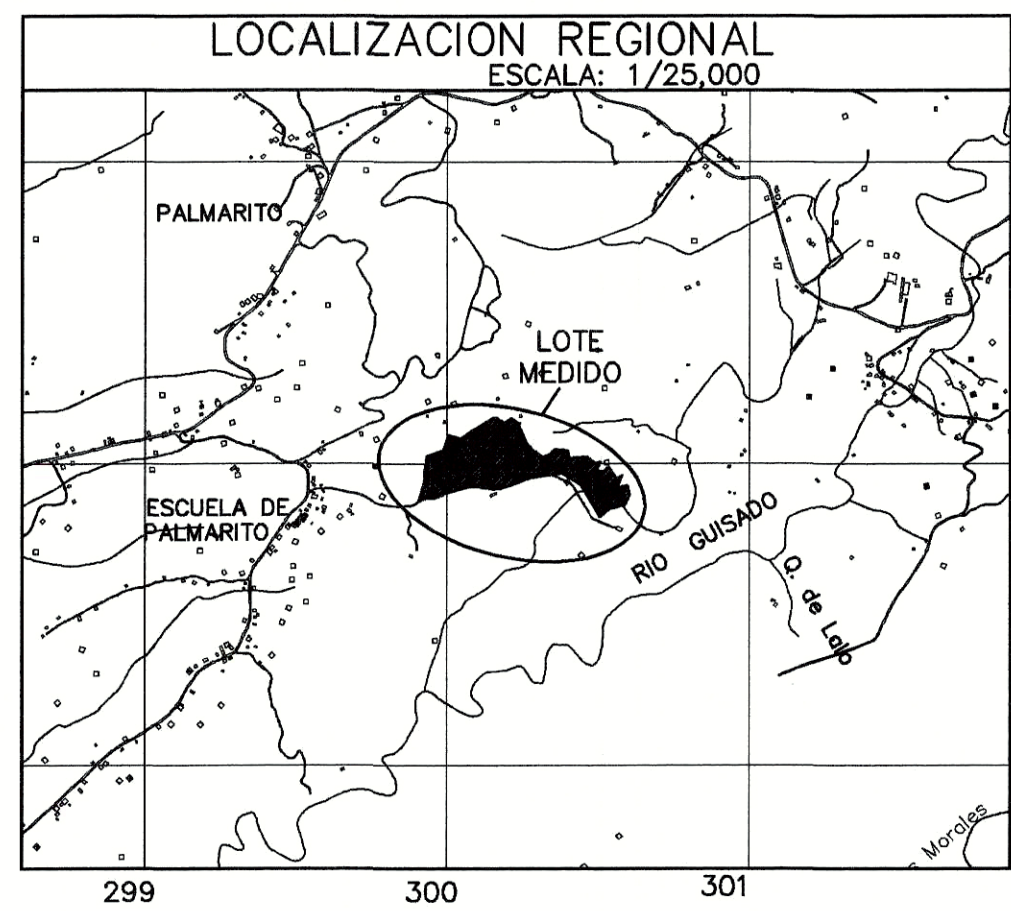 LOCALIZACION REGIONAL
ESCALA: 1/25,000
PALMARITO
LOTE
MEDIDO
ESCUELA DE
PALMARITO
RIO GUISADO
Q. de Lalo
Morales
299
300
301